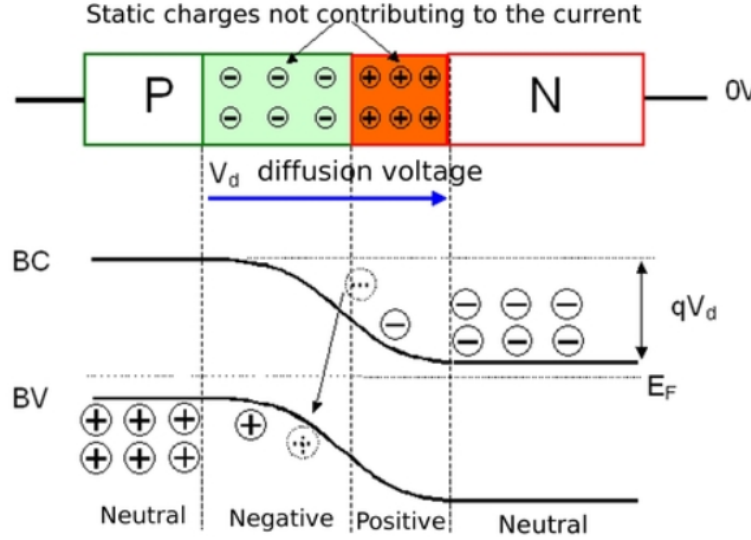 Static charges not contributing to the current
P
N
0V
Vd diffusion voltage
BC
qVd
BV
EF
Neutral
Negative
Positive
Neutral